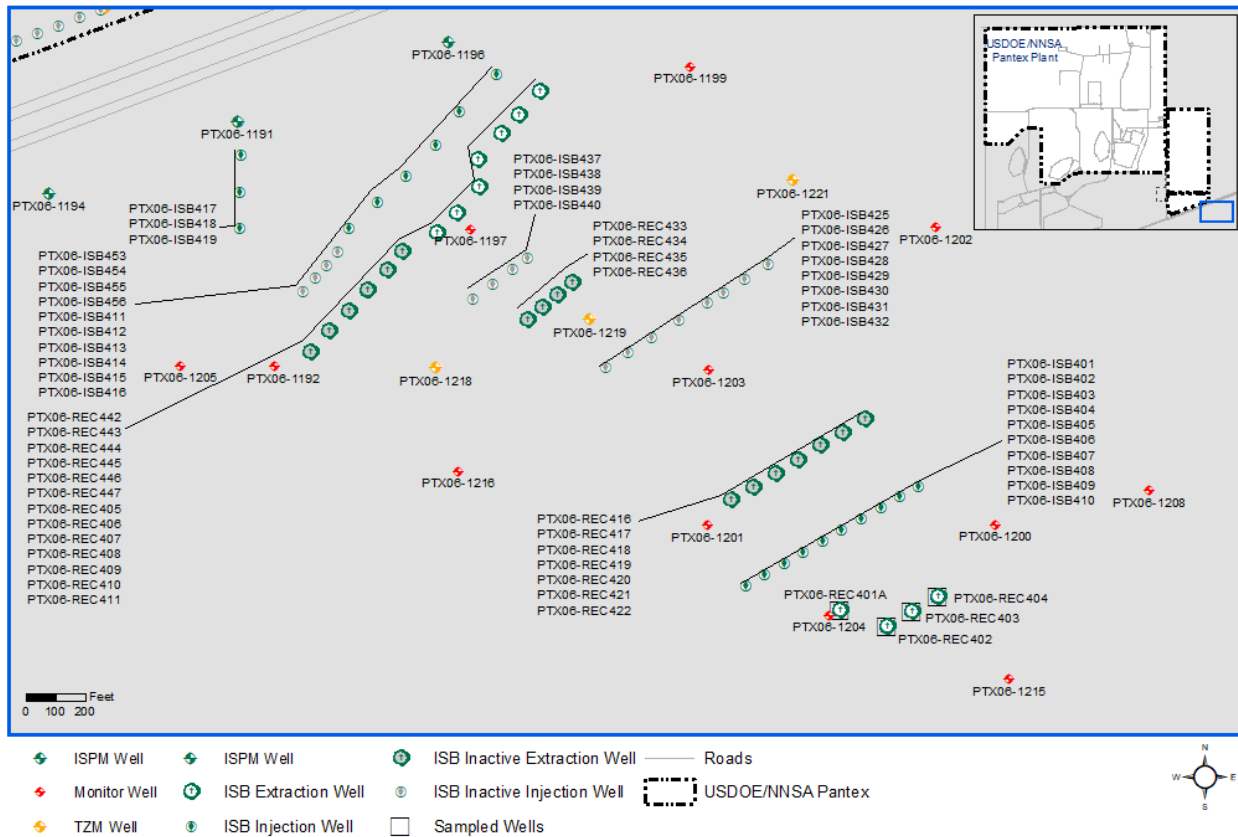 USDOE/NNSA
Pantex Plant
PTX06-1196
PTX06-1199
PTX06-1191
PTX06-ISB437
PTX06-ISB438
PTX06-ISB439
PTX06-ISB440
PTX06-1194
PTX06-ISB417
PTX06-ISB418
PTX06-ISB419
PTX06-1221
PTX06-1197
PTX06-REC433
PTX06-REC434
PTX06-REC435
PTX06-REC436
PTX06-ISB425
PTX06-ISB426
PTX06-ISB427
PTX06-ISB428
PTX06-ISB429
PTX06-ISB430
PTX06-ISB431
PTX06-ISB432
PTX06-1202
PTX06-ISB453
PTX06-ISB454
PTX06-ISB455
PTX06-ISB456
PTX06-ISB411
PTX06-ISB412
PTX06-ISB413
PTX06-ISB414
PTX06-ISB415
PTX06-ISB416
PTX06-1219
PTX06-1205
PTX06-1192
PTX06-1218
PTX06-1203
PTX06-ISB401
PTX06-ISB402
PTX06-ISB403
PTX06-ISB404
PTX06-ISB405
PTX06-ISB406
PTX06-ISB407
PTX06-ISB408
PTX06-ISB409
PTX06-ISB410
PTX06-REC442
PTX06-REC443
PTX06-REC444
PTX06-REC445
PTX06-REC446
PTX06-REC447
PTX06-REC405
PTX06-REC406
PTX06-REC407
PTX06-REC408
PTX06-REC409
PTX06-REC410
PTX06-REC411
PTX06-1216
PTX06-1208
PTX06-REC416
PTX06-REC417
PTX06-REC418
PTX06-REC419
PTX06-REC420
PTX06-REC421
PTX06-REC422
PTX06-1201
PTX06-1200
PTX06-REC401A
PTX06-REC404
PTX06-REC403
PTX06-1204
PTX06-REC402
PTX06-1215
Feet
0 100 200
ISPM Well
ISPM Well
ISB Inactive Extraction Well
Roads
Monitor Well
ISB Extraction Well
ISB Inactive Injection Well
USDOE/NNSA Pantex
TZM Well
ISB Injection Well
Sampled Wells
N
W
E
S